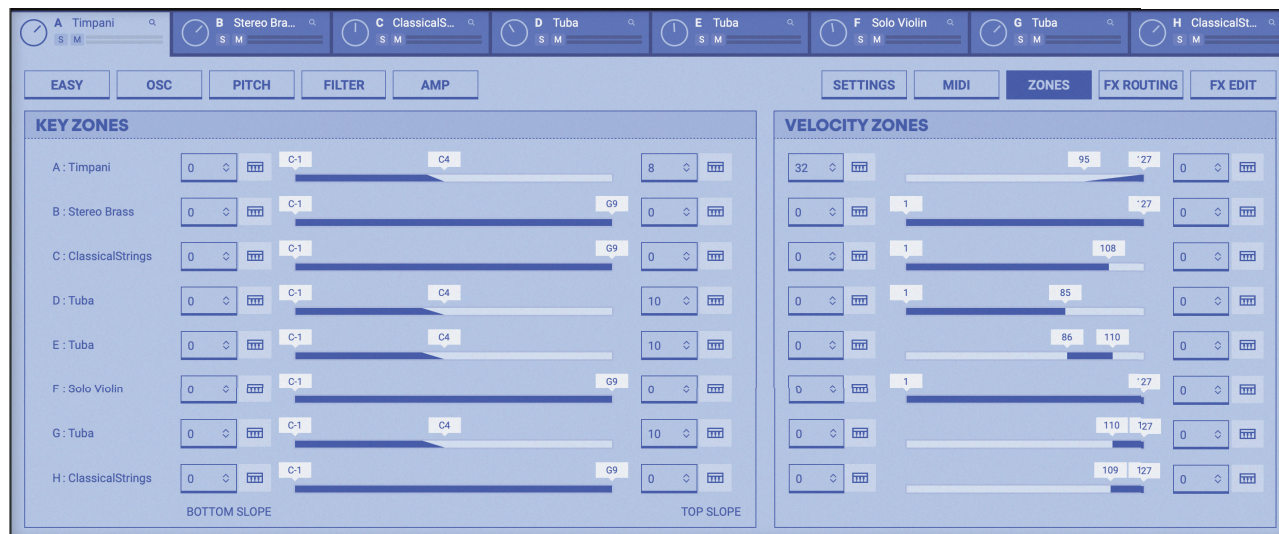 A Timpani B Stereo Bra... C ClassicalS... D Tuba E Tuba F Solo Violin G Tuba H ClassicalSt...
S M S M S M S M S M S M S M S M
EASY OSC PITCH FILTER AMP SETTINGS MIDI ZONES FX ROUTING FX EDIT
KEY ZONES VELOCITY ZONES
A : Timpani 0 C-1 C4 8 32 95 127 0
B : Stereo Brass 0 C-1 G9 0 0 1 127 0
C : ClassicalStrings 0 C-1 G9 0 0 1 108 0
D : Tuba 0 C-1 C4 10 0 1 85 0
E : Tuba 0 C-1 C4 10 0 86 110 0
F : Solo Violin 0 C-1 G9 0 0 1 127 0
G : Tuba 0 C-1 C4 10 0 110 127 0
H : ClassicalStrings 0 C-1 G9 0 0 109 127 0
BOTTOM SLOPE TOP SLOPE